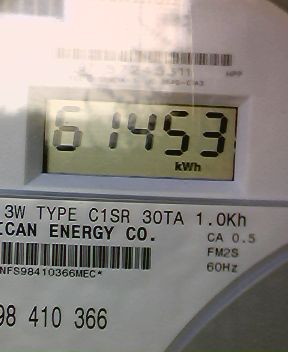 61453
kWh
3W TYPE C1SR 30TA 1.0Kh
ICAN ENERGY CO.
CA 0.5
FM2S
60Hz
NFS98410366MEC*
98 410 366